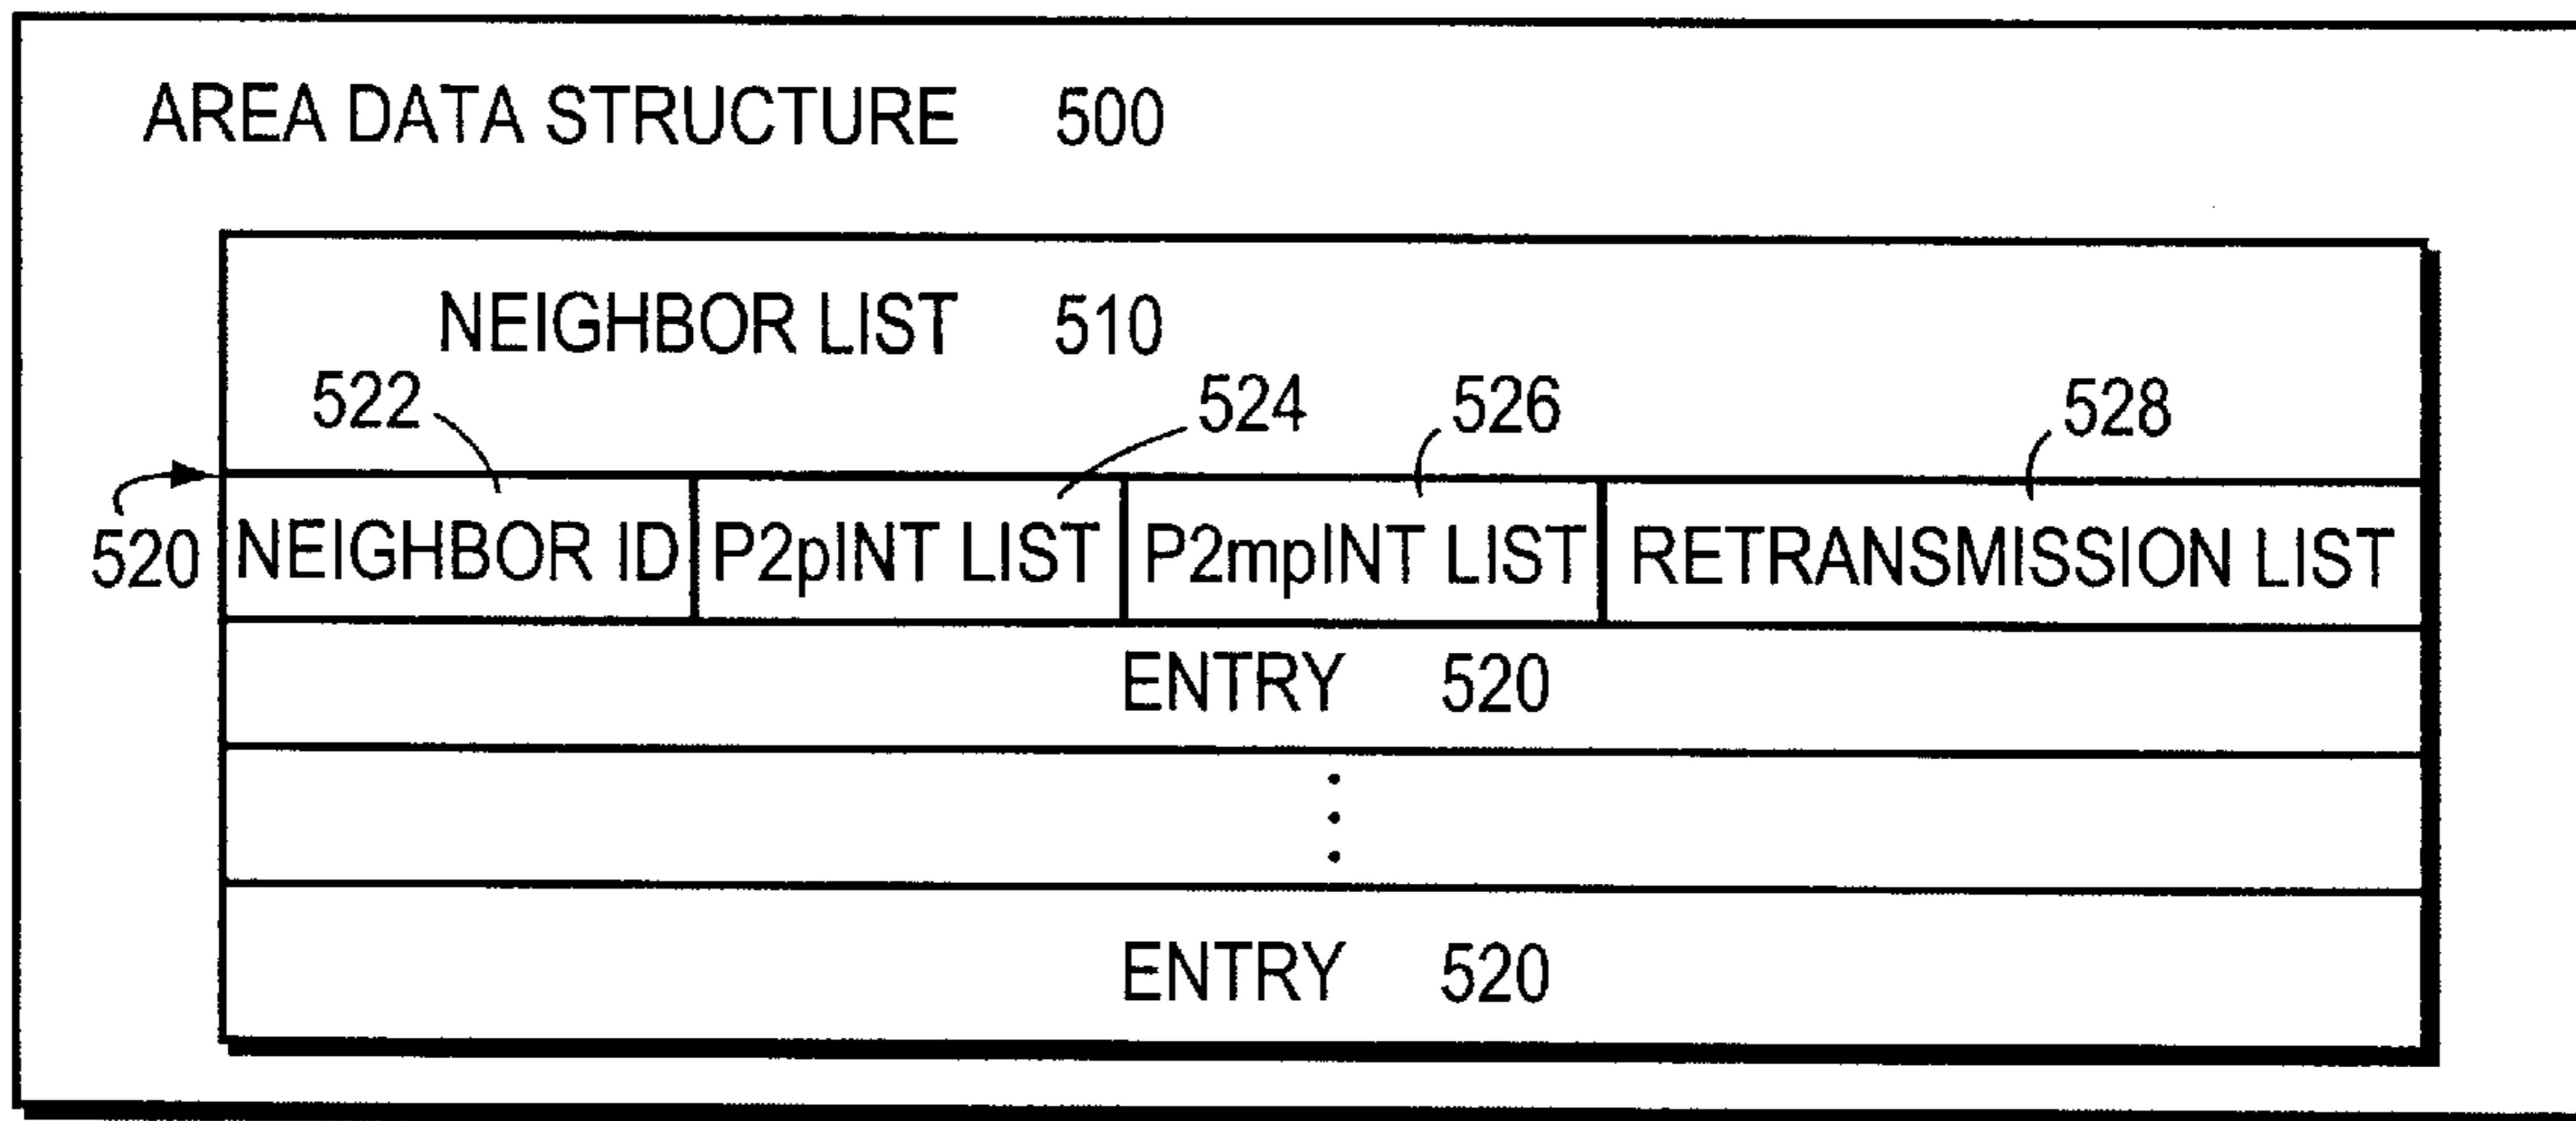 AREA DATA STRUCTURE 500
NEIGHBOR LIST 510
522 524 526 528
520 NEIGHBOR ID P2pINT LIST P2mpINT LIST RETRANSMISSION LIST
ENTRY 520
ENTRY 520